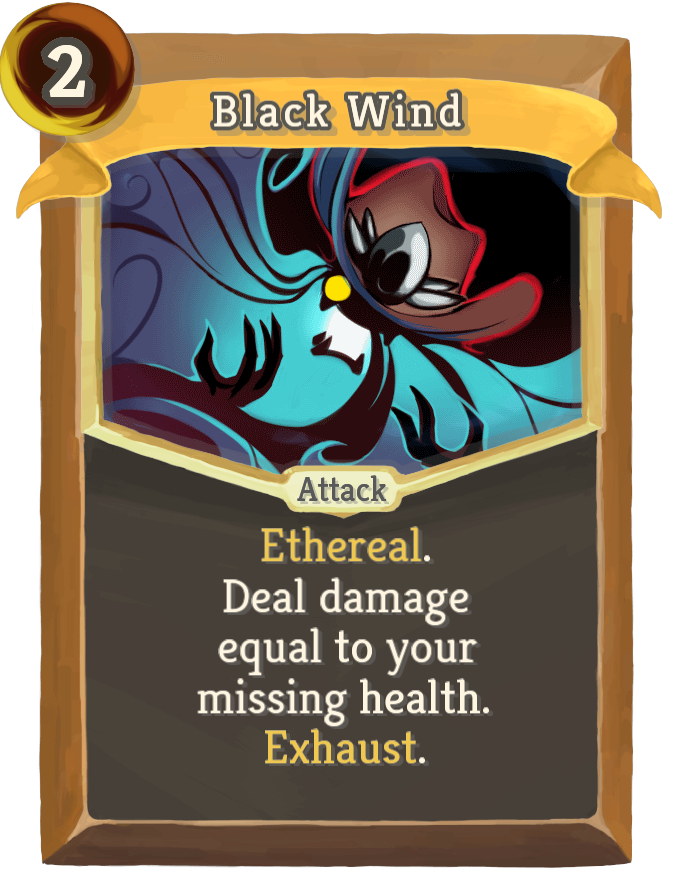 2
Black Wind
Attack
Ethereal.
Deal damage
equal to your
missing health.
Exhaust.